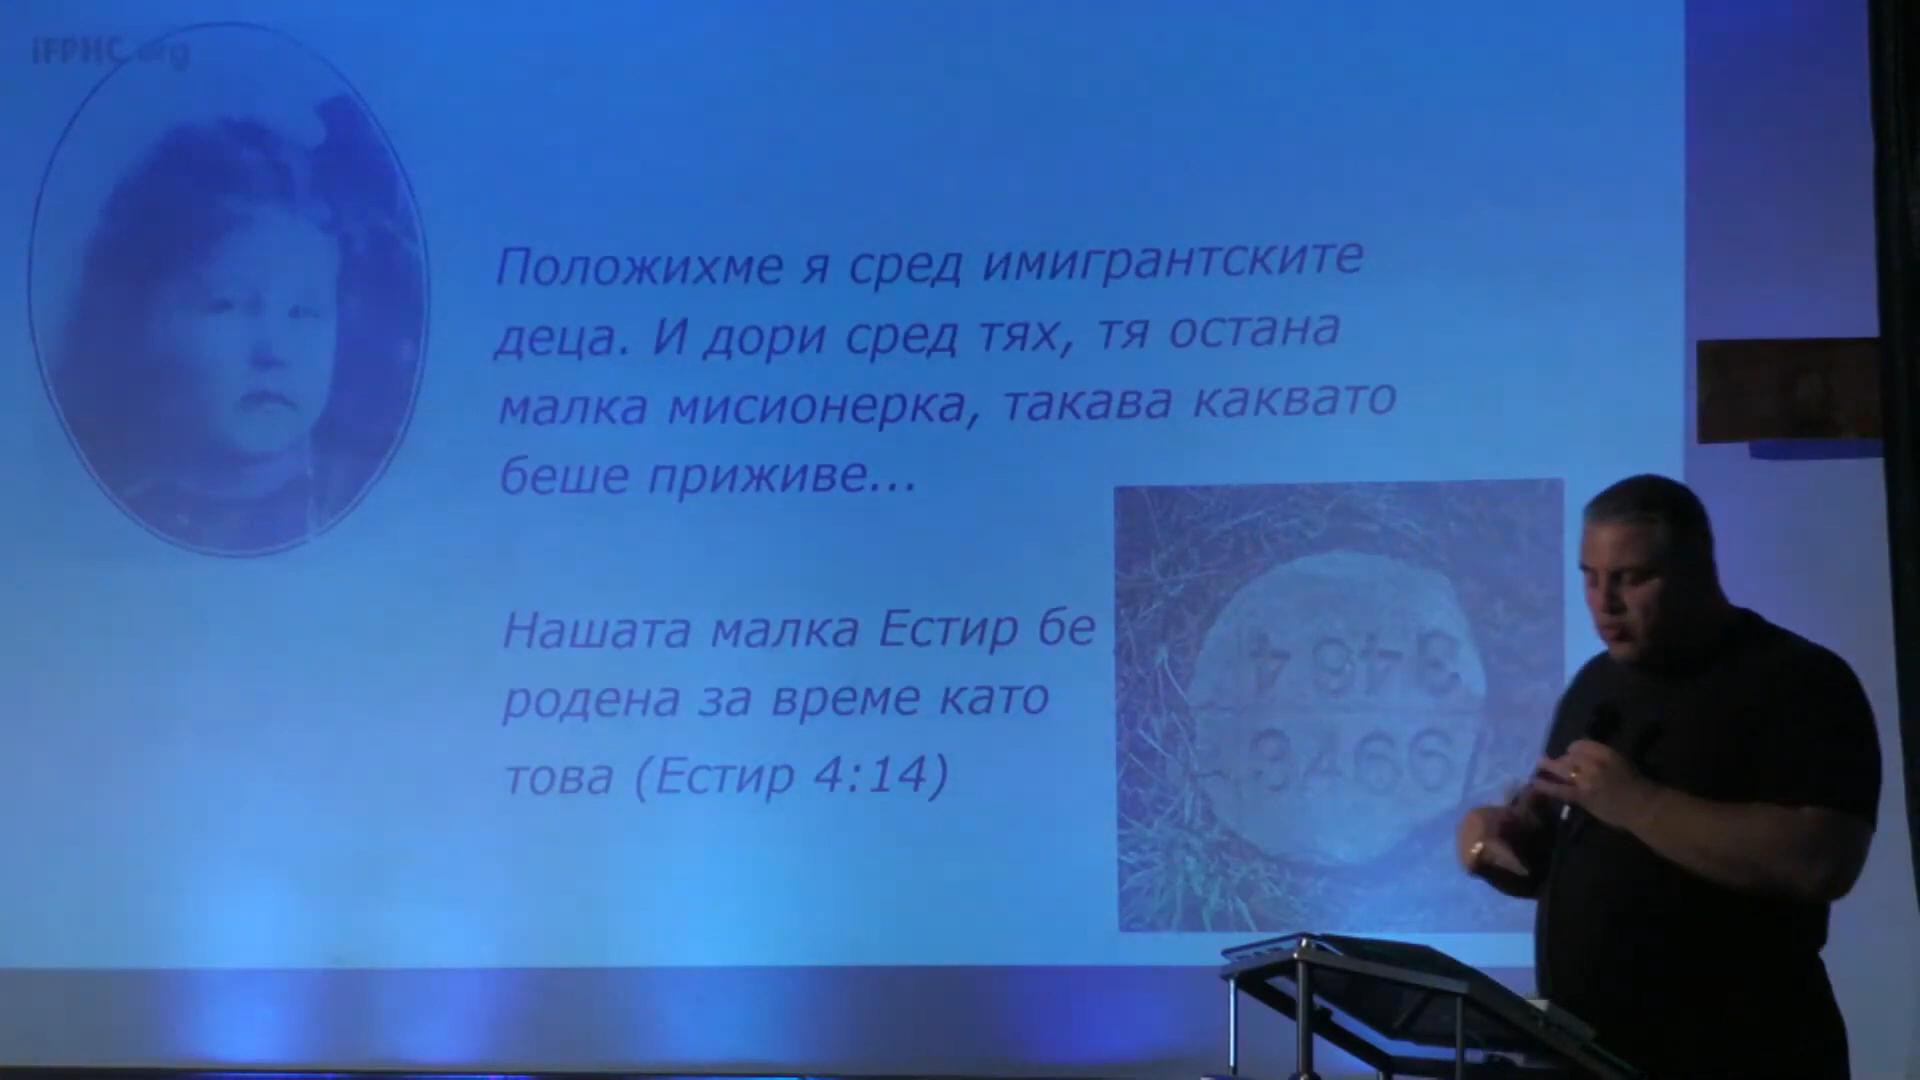 iFPHC.org
Положихме я сред имигрантските
деца. И дори сред тях, тя остана
малка мисионерка, такава каквато
беше приживе...
Нашата малка Естир бе
родена за време като
това (Естир 4:14)
3464
3466